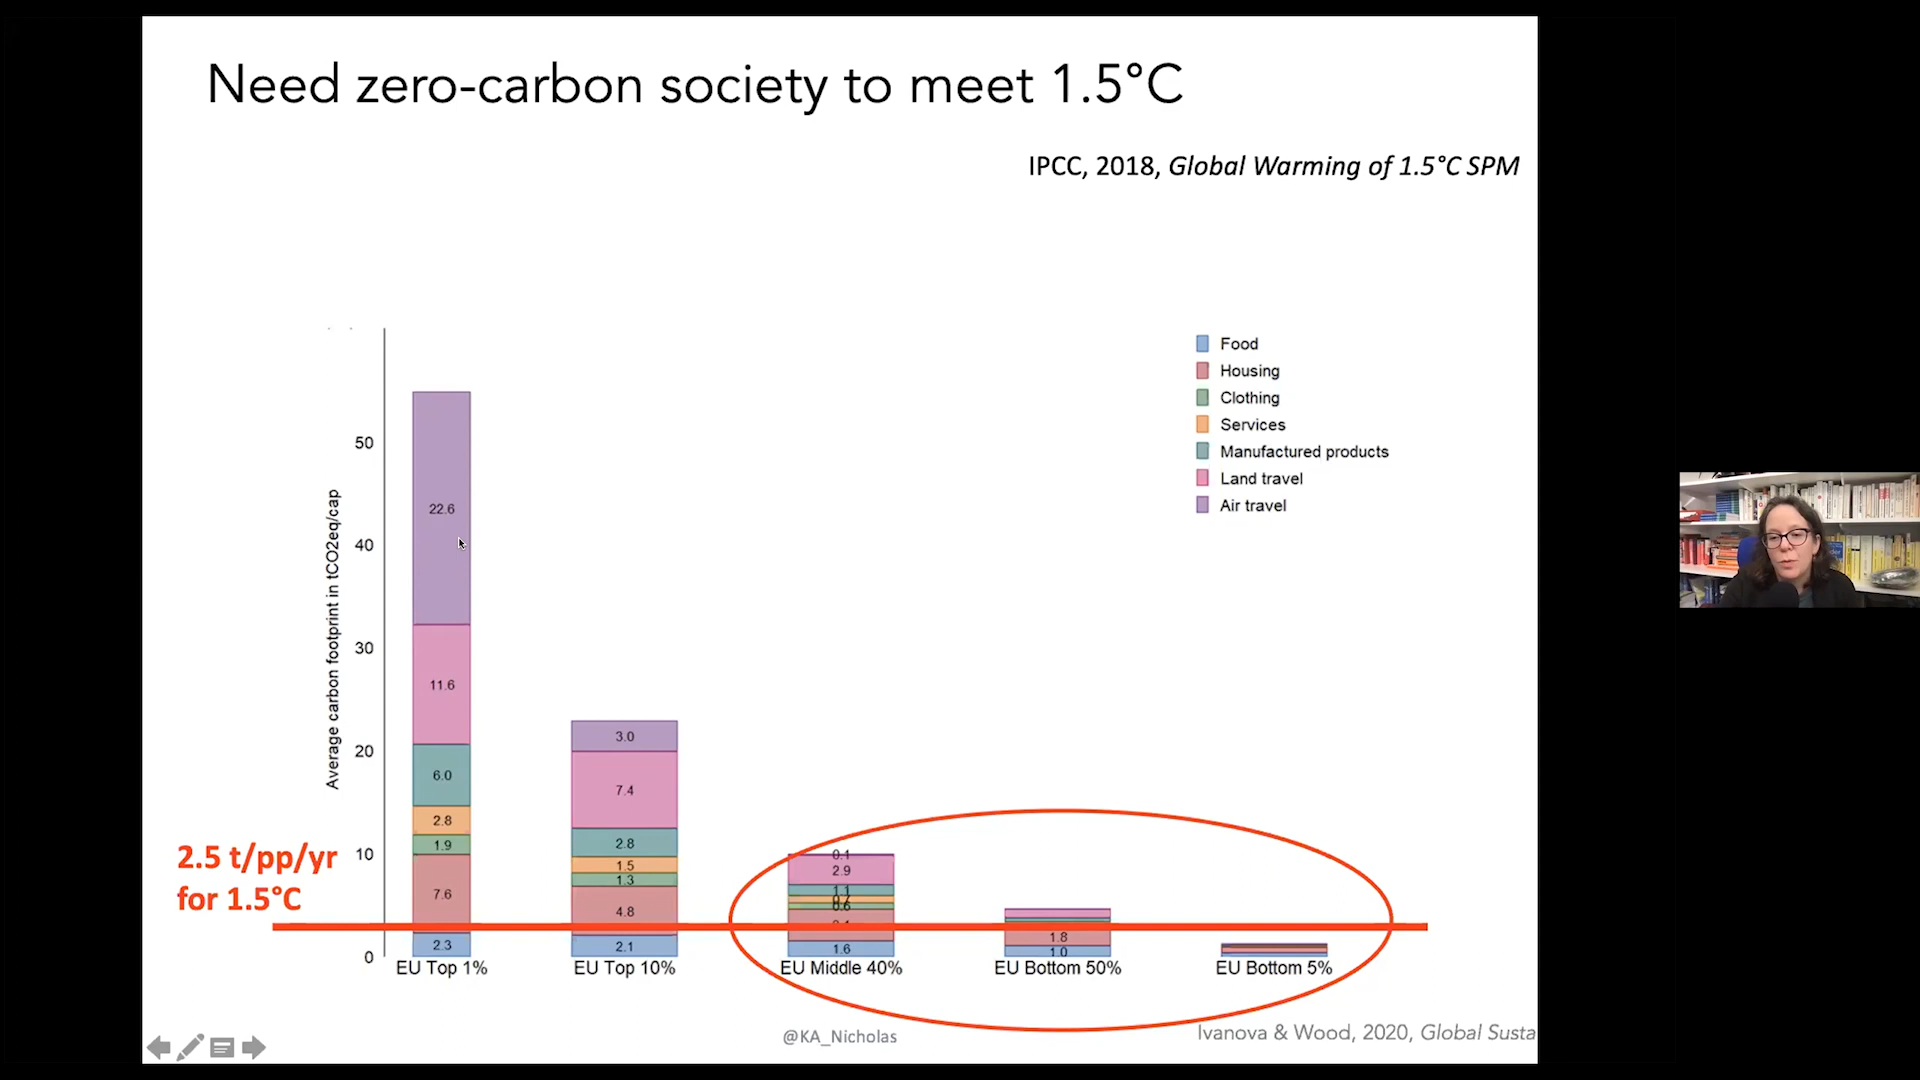 Need zero-carbon society to meet 1.5°C
IPCC, 2018, Global Warming of 1.5°C SPM
Average carbon footprint in tCO2eq/cap
50
40
30
20
10
0
Food
Housing
Clothing
Services
Manufactured products
Land travel
Air travel
22.6
11.6
6.0
2.8
1.9
7.6
2.3
3.0
7.4
2.8
1.5
1.3
4.8
2.1
0.1
2.9
1.1
0.6
1.6
1.8
1.0
2.5 t/pp/yr
for 1.5°C
EU Top 1%
EU Top 10%
EU Middle 40%
EU Bottom 50%
EU Bottom 5%
@KA_Nicholas
Ivanova & Wood, 2020, Global Susta